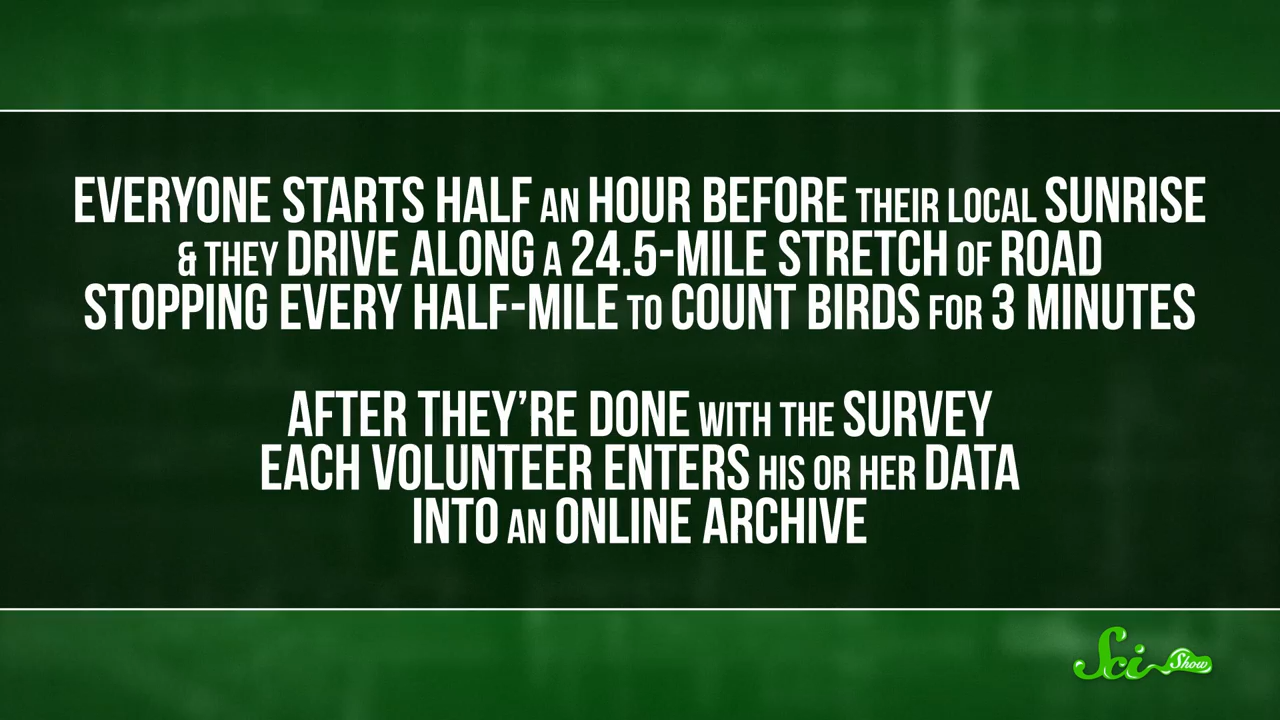 EVERYONE STARTS HALF AN HOUR BEFORE THEIR LOCAL SUNRISE
& THEY DRIVE ALONG A 24.5-MILE STRETCH OF ROAD
STOPPING EVERY HALF-MILE TO COUNT BIRDS FOR 3 MINUTES
AFTER THEY'RE DONE WITH THE SURVEY
EACH VOLUNTEER ENTERS HIS OR HER DATA
INTO AN ONLINE ARCHIVE
Sci Show